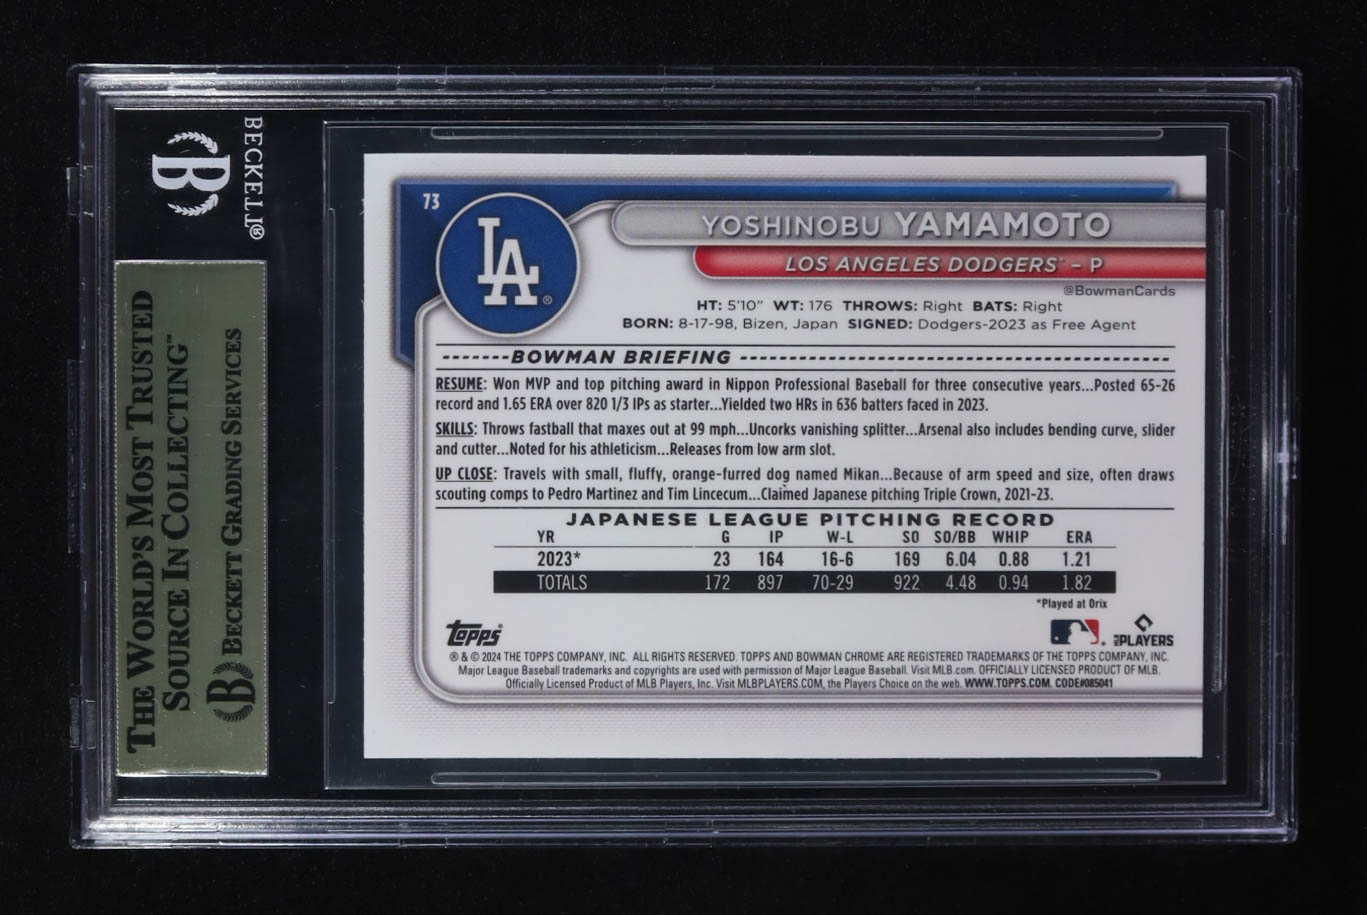 BECKETT®
B
THE WORLD'S MOST TRUSTED
SOURCE IN COLLECTING™
B BECKETT GRADING SERVICES
73
LA®
YOSHINOBU YAMAMOTO
LOS ANGELES DODGERS™ – P
@BowmanCards
HT: 5'10" WT: 176 THROWS: Right BATS: Right
BORN: 8-17-98, Bizen, Japan SIGNED: Dodgers-2023 as Free Agent
BOWMAN BRIEFING
RESUME: Won MVP and top pitching award in Nippon Professional Baseball for three consecutive years...Posted 65-26
record and 1.65 ERA over 820 1/3 IPs as starter...Yielded two HRs in 636 batters faced in 2023.
SKILLS: Throws fastball that maxes out at 99 mph...Uncorks vanishing splitter...Arsenal also includes bending curve, slider
and cutter...Noted for his athleticism...Releases from low arm slot.
UP CLOSE: Travels with small, fluffy, orange-furred dog named Mikan...Because of arm speed and size, often draws
scouting comps to Pedro Martinez and Tim Lincecum...Claimed Japanese pitching Triple Crown, 2021-23.
JAPANESE LEAGUE PITCHING RECORD
YR G IP W-L SO SO/BB WHIP ERA
2023* 23 164 16-6 169 6.04 0.88 1.21
TOTALS 172 897 70-29 922 4.48 0.94 1.82
*Played at Orix
Topps®
MLB PLAYERS
® & © 2024 THE TOPPS COMPANY, INC. ALL RIGHTS RESERVED. TOPPS AND BOWMAN CHROME ARE REGISTERED TRADEMARKS OF THE TOPPS COMPANY, INC.
Major League Baseball trademarks and copyrights are used with permission of Major League Baseball. Visit MLB.com. OFFICIALLY LICENSED PRODUCT OF MLB.
Officially Licensed Product of MLB Players, Inc. Visit MLBPLAYERS.COM, the Players Choice on the web. WWW.TOPPS.COM. CODE#085041